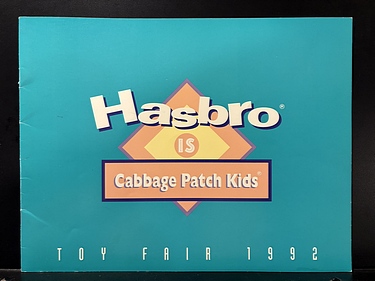 Hasbro®
IS
Cabbage Patch Kids®
TOY FAIR 1992